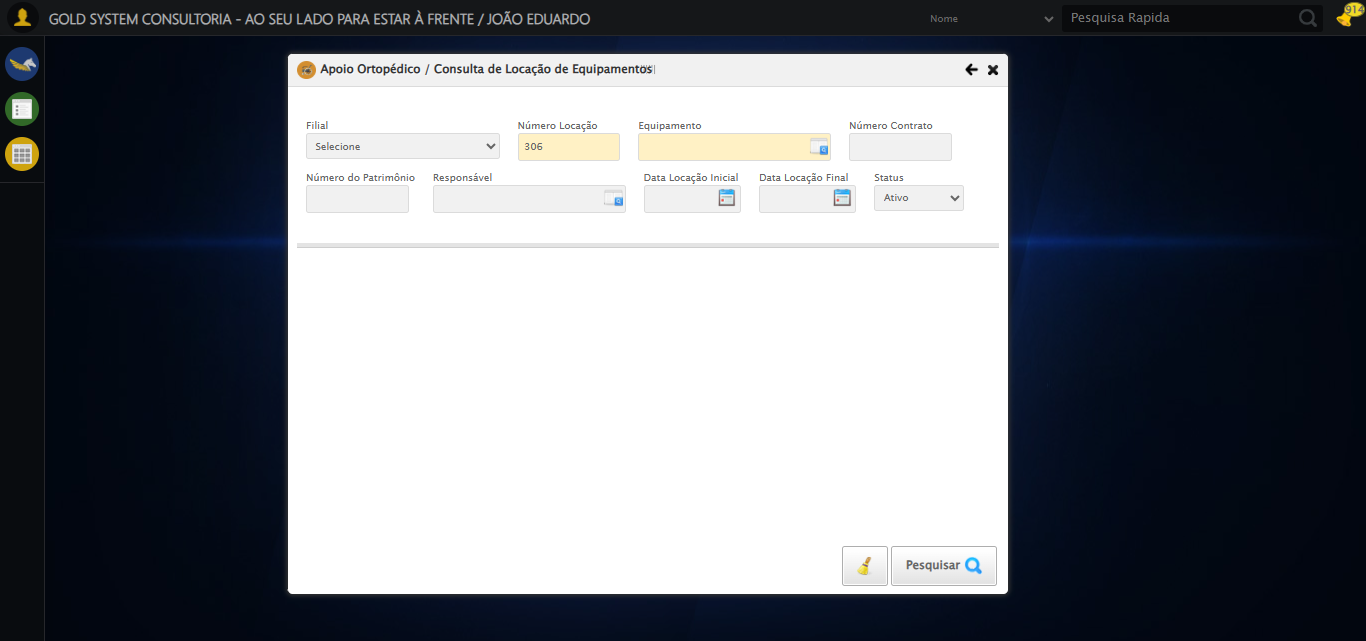 GOLD SYSTEM CONSULTORIA - AO SEU LADO PARA ESTAR À FRENTE / JOÃO EDUARDO
Nome
Pesquisa Rapida
914
Apoio Ortopédico / Consulta de Locação de Equipamentos
Filial
Número Locação
Equipamento
Número Contrato
Selecione
306
Número do Patrimônio
Responsável
Data Locação Inicial
Data Locação Final
Status
Ativo
Pesquisar